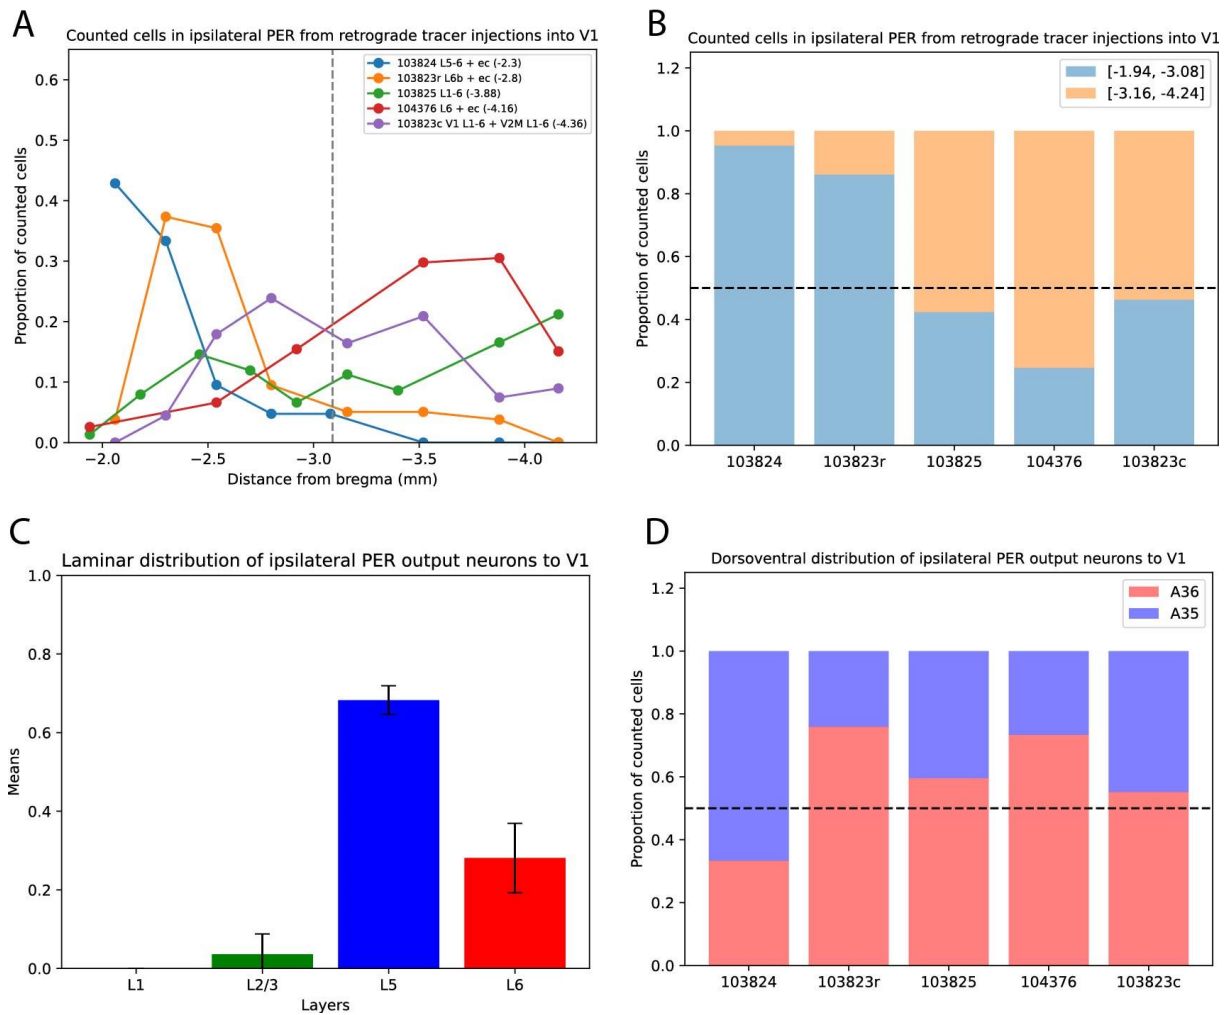 A
Counted cells in ipsilateral PER from retrograde tracer injections into V1
103824 L5-6 + ec (-2.3)
103823r L6b + ec (-2.8)
103825 L1-6 (-3.88)
104376 L6 + ec (-4.16)
103823c V1 L1-6 + V2M L1-6 (-4.36)
Proportion of counted cells
0.6
0.5
0.4
0.3
0.2
0.1
0.0
−2.0 −2.5 −3.0 −3.5 −4.0
Distance from bregma (mm)
B
Counted cells in ipsilateral PER from retrograde tracer injections into V1
[-1.94, -3.08]
[-3.16, -4.24]
Proportion of counted cells
1.2
1.0
0.8
0.6
0.4
0.2
0.0
103824 103823r 103825 104376 103823c
C
Laminar distribution of ipsilateral PER output neurons to V1
Means
1.0
0.8
0.6
0.4
0.2
0.0
L1 L2/3 L5 L6
Layers
D
Dorsoventral distribution of ipsilateral PER output neurons to V1
A36
A35
Proportion of counted cells
1.2
1.0
0.8
0.6
0.4
0.2
0.0
103824 103823r 103825 104376 103823c